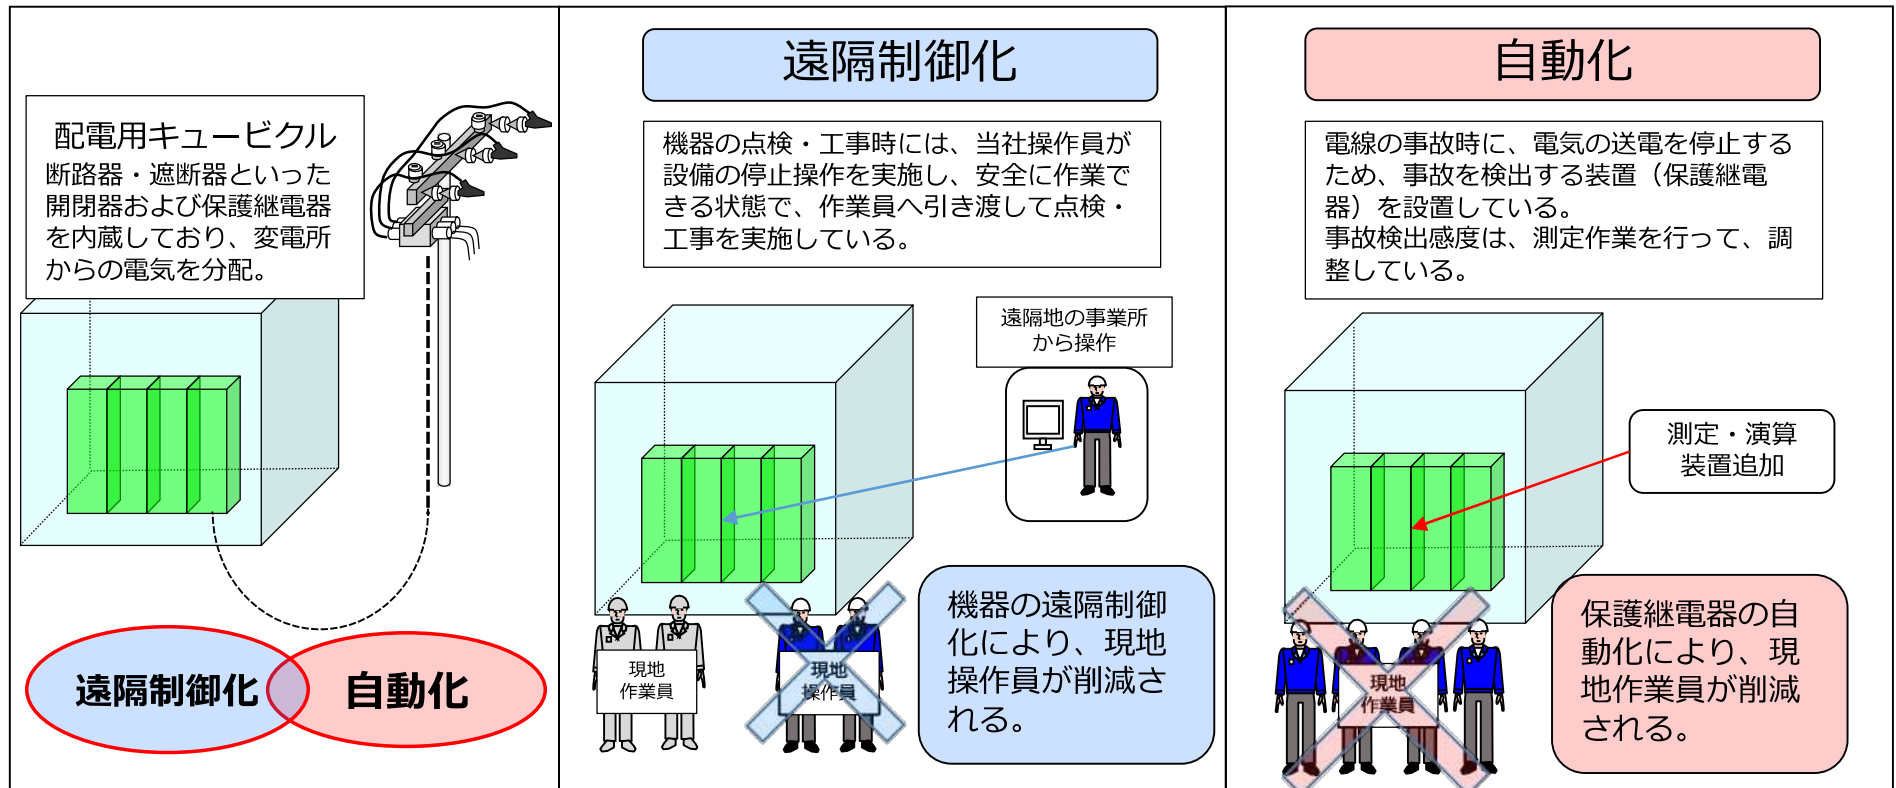 配電用キュービクル
断路器・遮断器といった
開閉器および保護継電器
を内蔵しており、変電所
からの電気を分配。
遠隔制御化
自動化
遠隔制御化
機器の点検・工事時には、当社操作員が
設備の停止操作を実施し、安全に作業で
きる状態で、作業員へ引き渡して点検・
工事を実施している。
遠隔地の事業所
から操作
現地
作業員
現地
操作員
機器の遠隔制御
化により、現地
操作員が削減さ
れる。
自動化
電線の事故時に、電気の送電を停止する
ため、事故を検出する装置（保護継電
器）を設置している。
事故検出感度は、測定作業を行って、調
整している。
測定・演算
装置追加
現地
作業員
保護継電器の自
動化により、現
地作業員が削減
される。